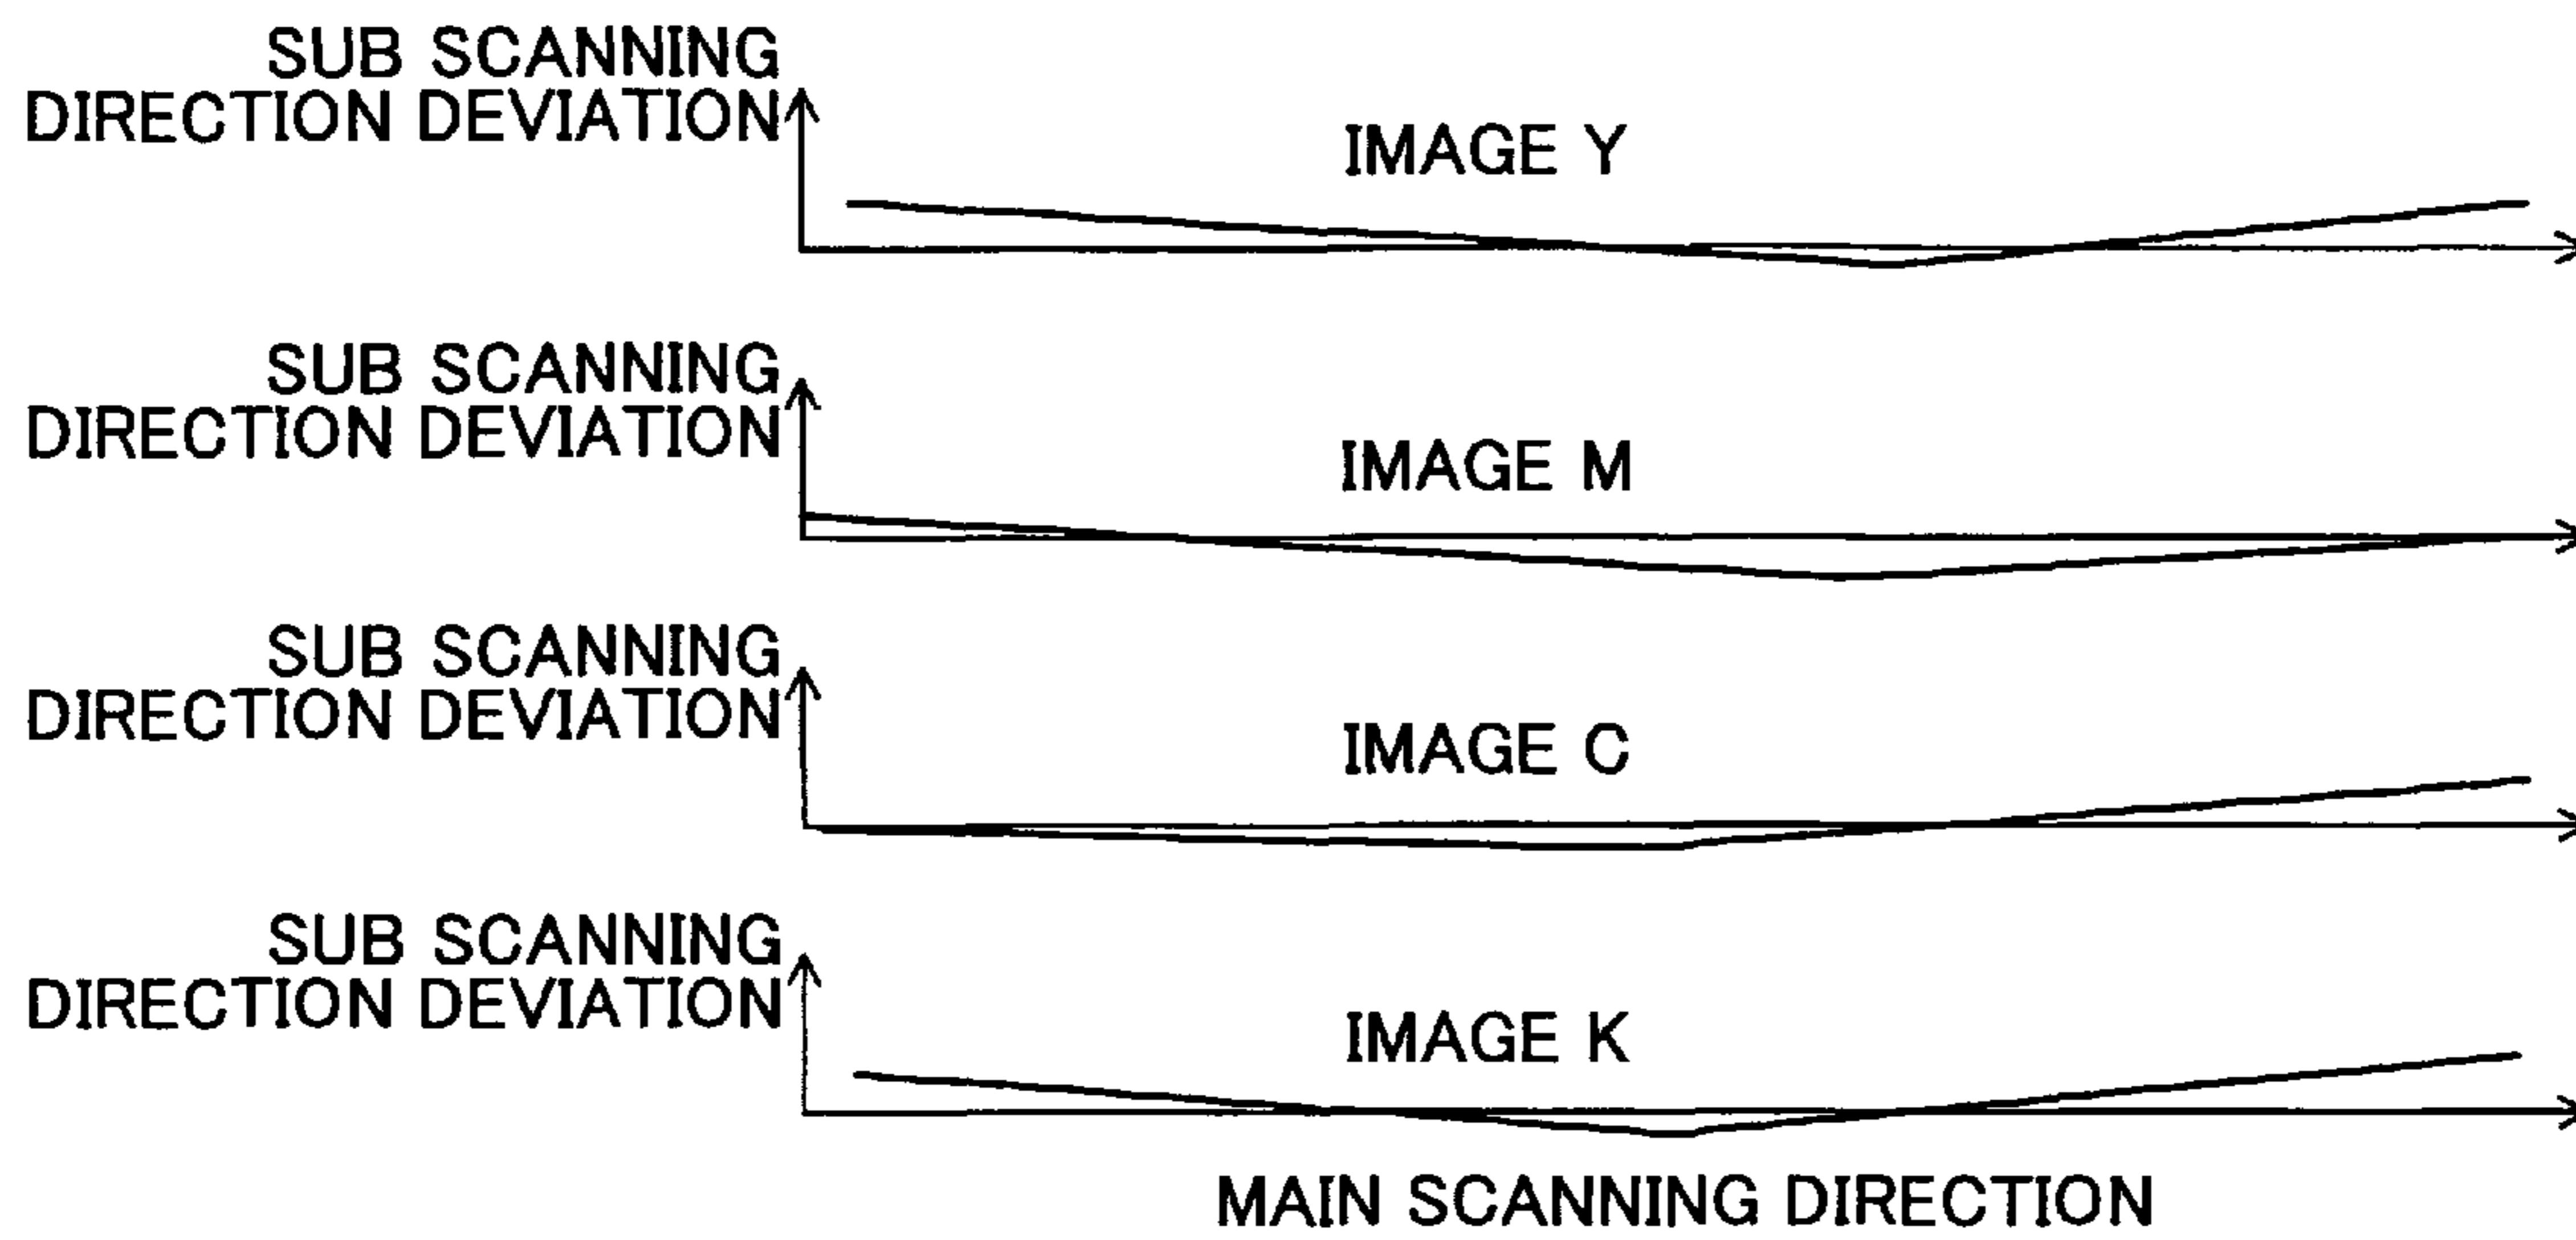 SUB SCANNING
DIRECTION DEVIATION
IMAGE Y
SUB SCANNING
DIRECTION DEVIATION
IMAGE M
SUB SCANNING
DIRECTION DEVIATION
IMAGE C
SUB SCANNING
DIRECTION DEVIATION
IMAGE K
MAIN SCANNING DIRECTION